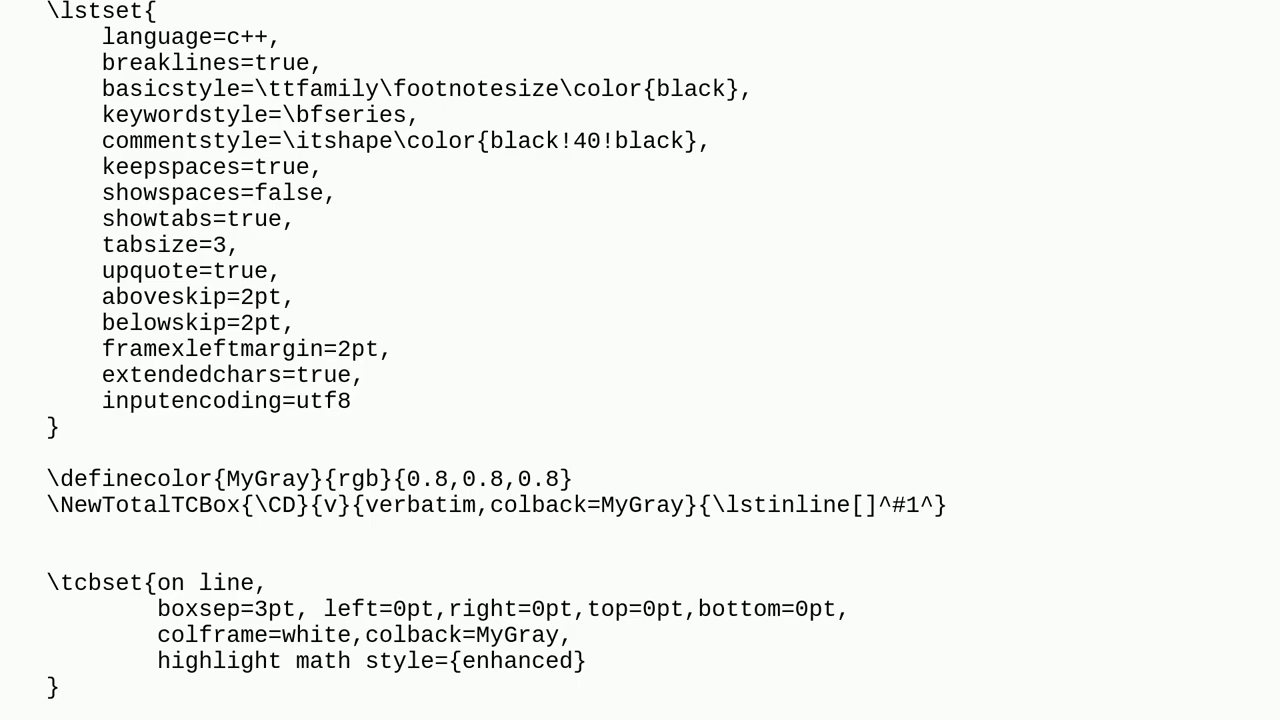 \lstset{
    language=c++,
    breaklines=true,
    basicstyle=\ttfamily\footnotesize\color{black},
    keywordstyle=\bfseries,
    commentstyle=\itshape\color{black!40!black},
    keepspaces=true,
    showspaces=false,
    showtabs=true,
    tabsize=3,
    upquote=true,
    aboveskip=2pt,
    belowskip=2pt,
    framexleftmargin=2pt,
    extendedchars=true,
    inputencoding=utf8
}

\definecolor{MyGray}{rgb}{0.8,0.8,0.8}
\NewTotalTCBox{\CD}{v}{verbatim,colback=MyGray}{\lstinline[]^#1^}


\tcbset{on line,
        boxsep=3pt, left=0pt,right=0pt,top=0pt,bottom=0pt,
        colframe=white,colback=MyGray,
        highlight math style={enhanced}
}